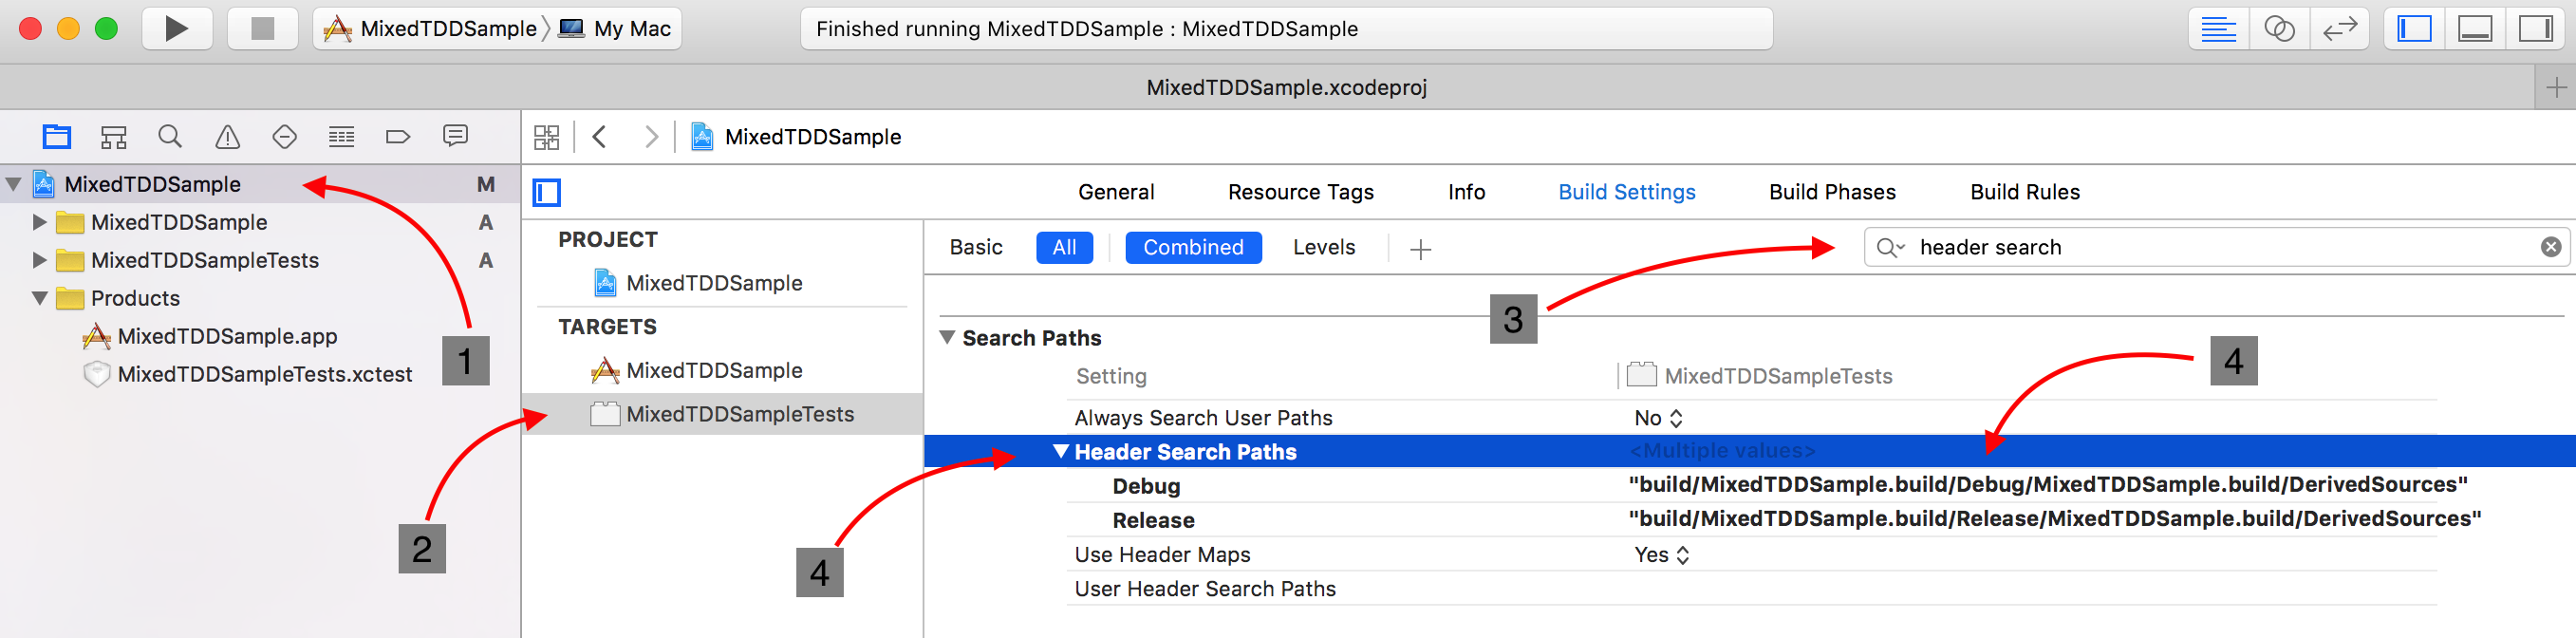 MixedTDDSample My Mac
Finished running MixedTDDSample : MixedTDDSample
MixedTDDSample.xcodeproj
MixedTDDSample
MixedTDDSample M
MixedTDDSample A
MixedTDDSampleTests A
Products
MixedTDDSample.app
MixedTDDSampleTests.xctest
1
2
General Resource Tags Info Build Settings Build Phases Build Rules
PROJECT
MixedTDDSample
TARGETS
MixedTDDSample
MixedTDDSampleTests
Basic All Combined Levels
header search
3
Search Paths
4
Setting MixedTDDSampleTests
Always Search User Paths No
Header Search Paths <Multiple values>
Debug "build/MixedTDDSample.build/Debug/MixedTDDSample.build/DerivedSources"
Release "build/MixedTDDSample.build/Release/MixedTDDSample.build/DerivedSources"
Use Header Maps Yes
4
User Header Search Paths